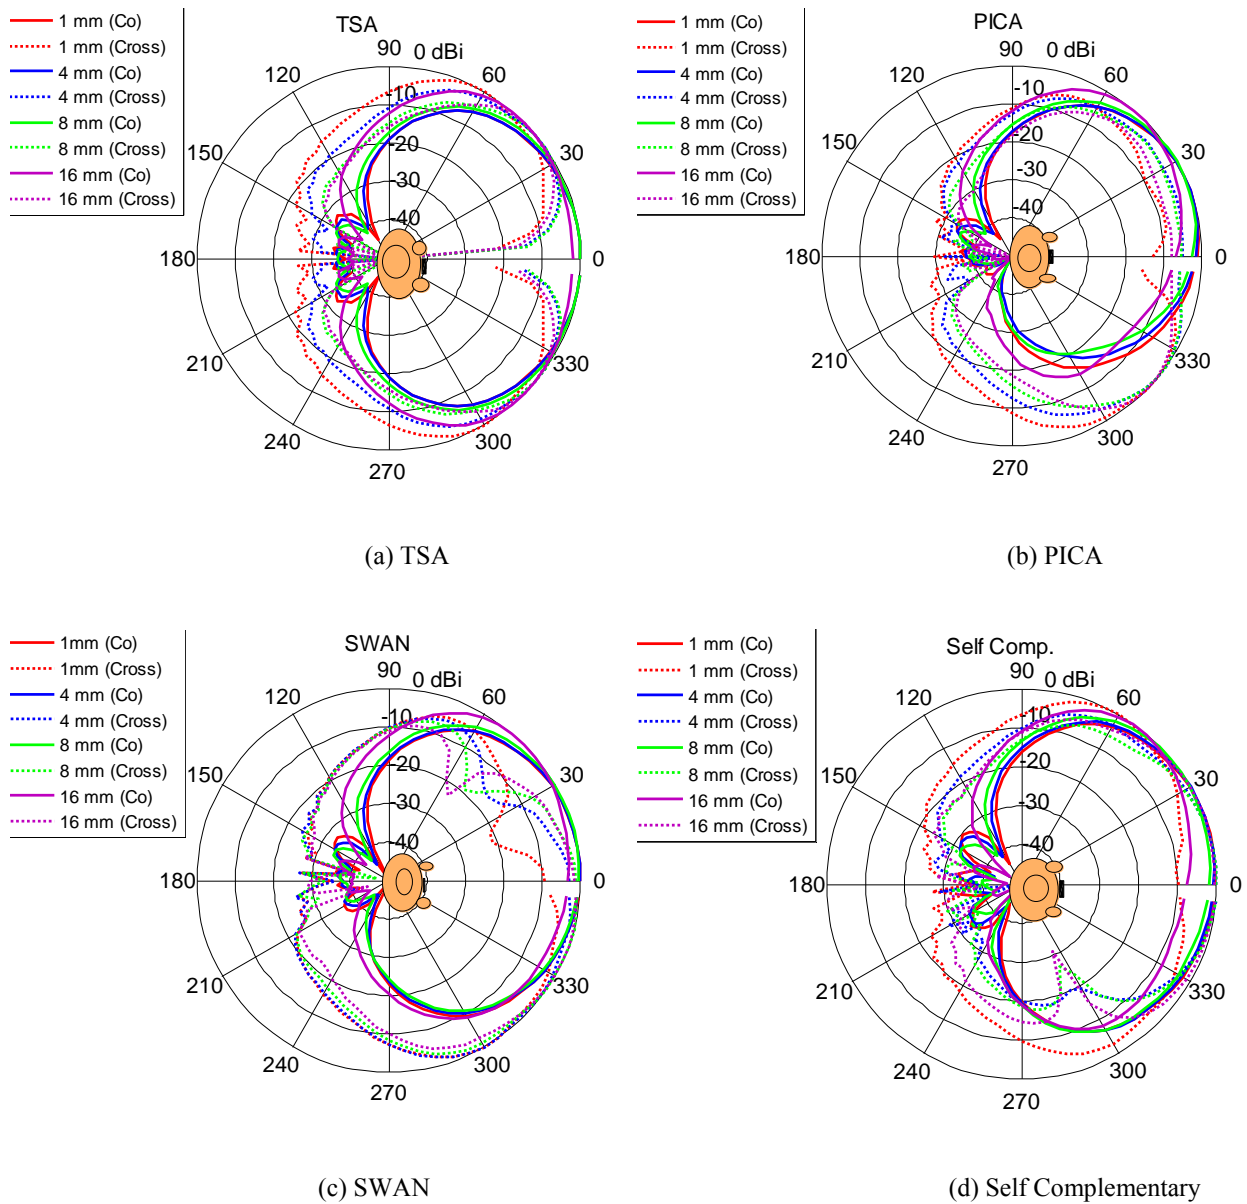 1 mm (Co)
1 mm (Cross)
4 mm (Co)
4 mm (Cross)
8 mm (Co)
8 mm (Cross)
16 mm (Co)
16 mm (Cross)
TSA
90 0 dBi
120 60
150 30
180 0
210 330
240 300
270
-10
-20
-30
-40
(a) TSA
1 mm (Co)
1 mm (Cross)
4 mm (Co)
4 mm (Cross)
8 mm (Co)
8 mm (Cross)
16 mm (Co)
16 mm (Cross)
PICA
90 0 dBi
120 60
150 30
180 0
210 330
240 300
270
-10
-20
-30
-40
(b) PICA
1mm (Co)
1mm (Cross)
4 mm (Co)
4 mm (Cross)
8 mm (Co)
8 mm (Cross)
16 mm (Co)
16 mm (Cross)
SWAN
90 0 dBi
120 60
150 30
180 0
210 330
240 300
270
-10
-20
-30
-40
(c) SWAN
1 mm (Co)
1 mm (Cross)
4 mm (Co)
4 mm (Cross)
8 mm (Co)
8 mm (Cross)
16 mm (Co)
16 mm (Cross)
Self Comp.
90 0 dBi
120 60
150 30
180 0
210 330
240 300
270
-10
-20
-30
-40
(d) Self Complementary